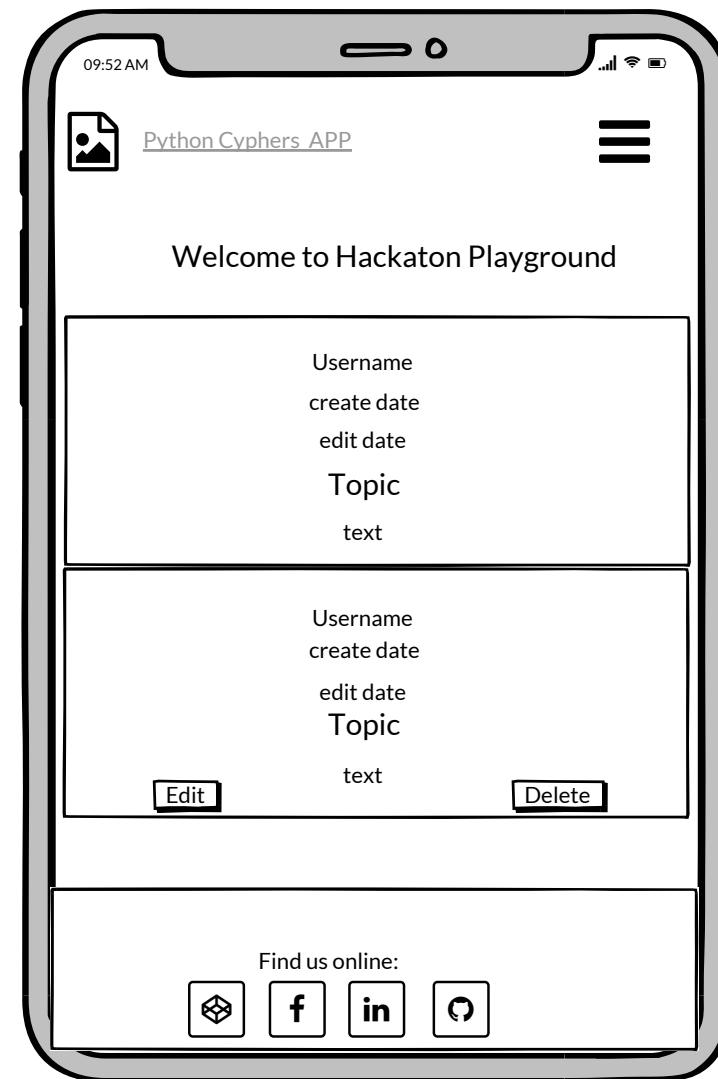 09:52 AM
Python Cyphers APP
Welcome to Hackaton Playground
Username
create date
edit date
Topic
text
Username
create date
edit date
Topic
text
Edit Delete
Find us online:
f in